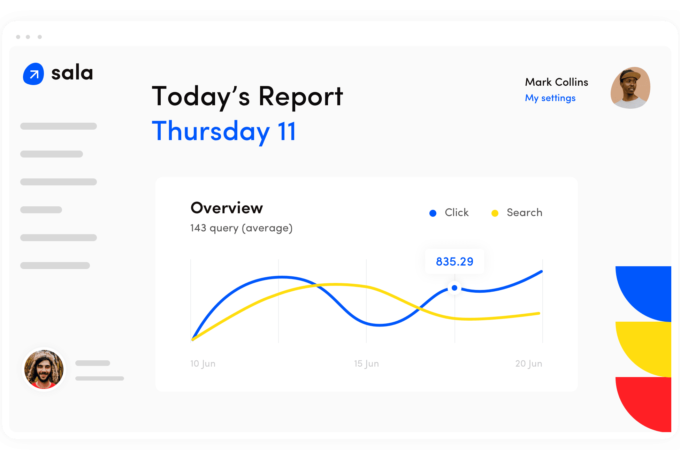 sala
Today’s Report
Thursday 11
Mark Collins
My settings
Overview
143 query (average)
Click
Search
835.29
10 Jun
15 Jun
20 Jun